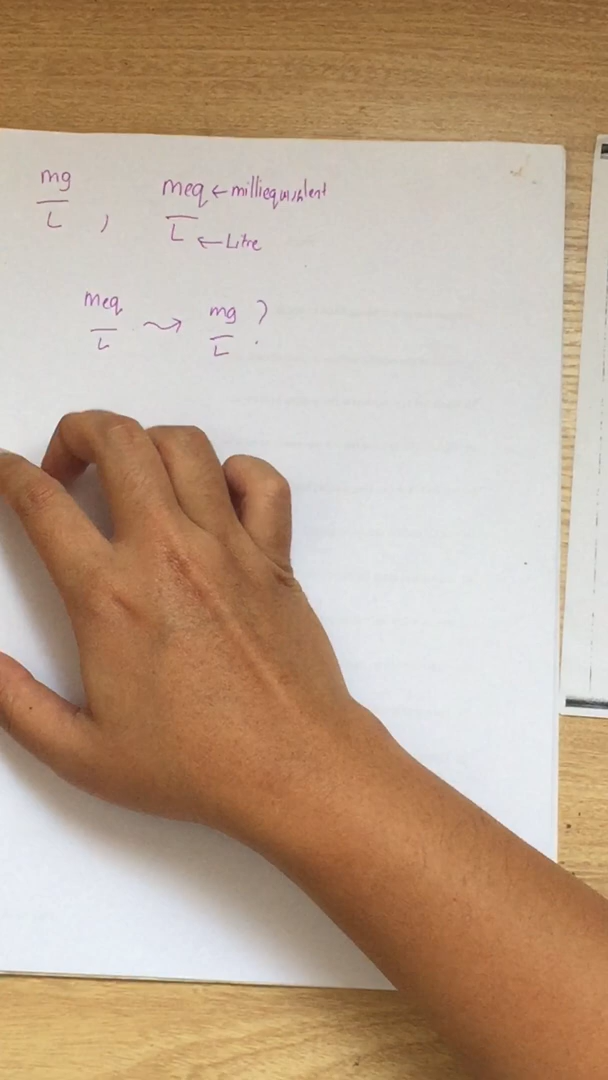 mg/L , meq/L ← milliequivalent
← Litre
meq/L ⤳ mg/L ?